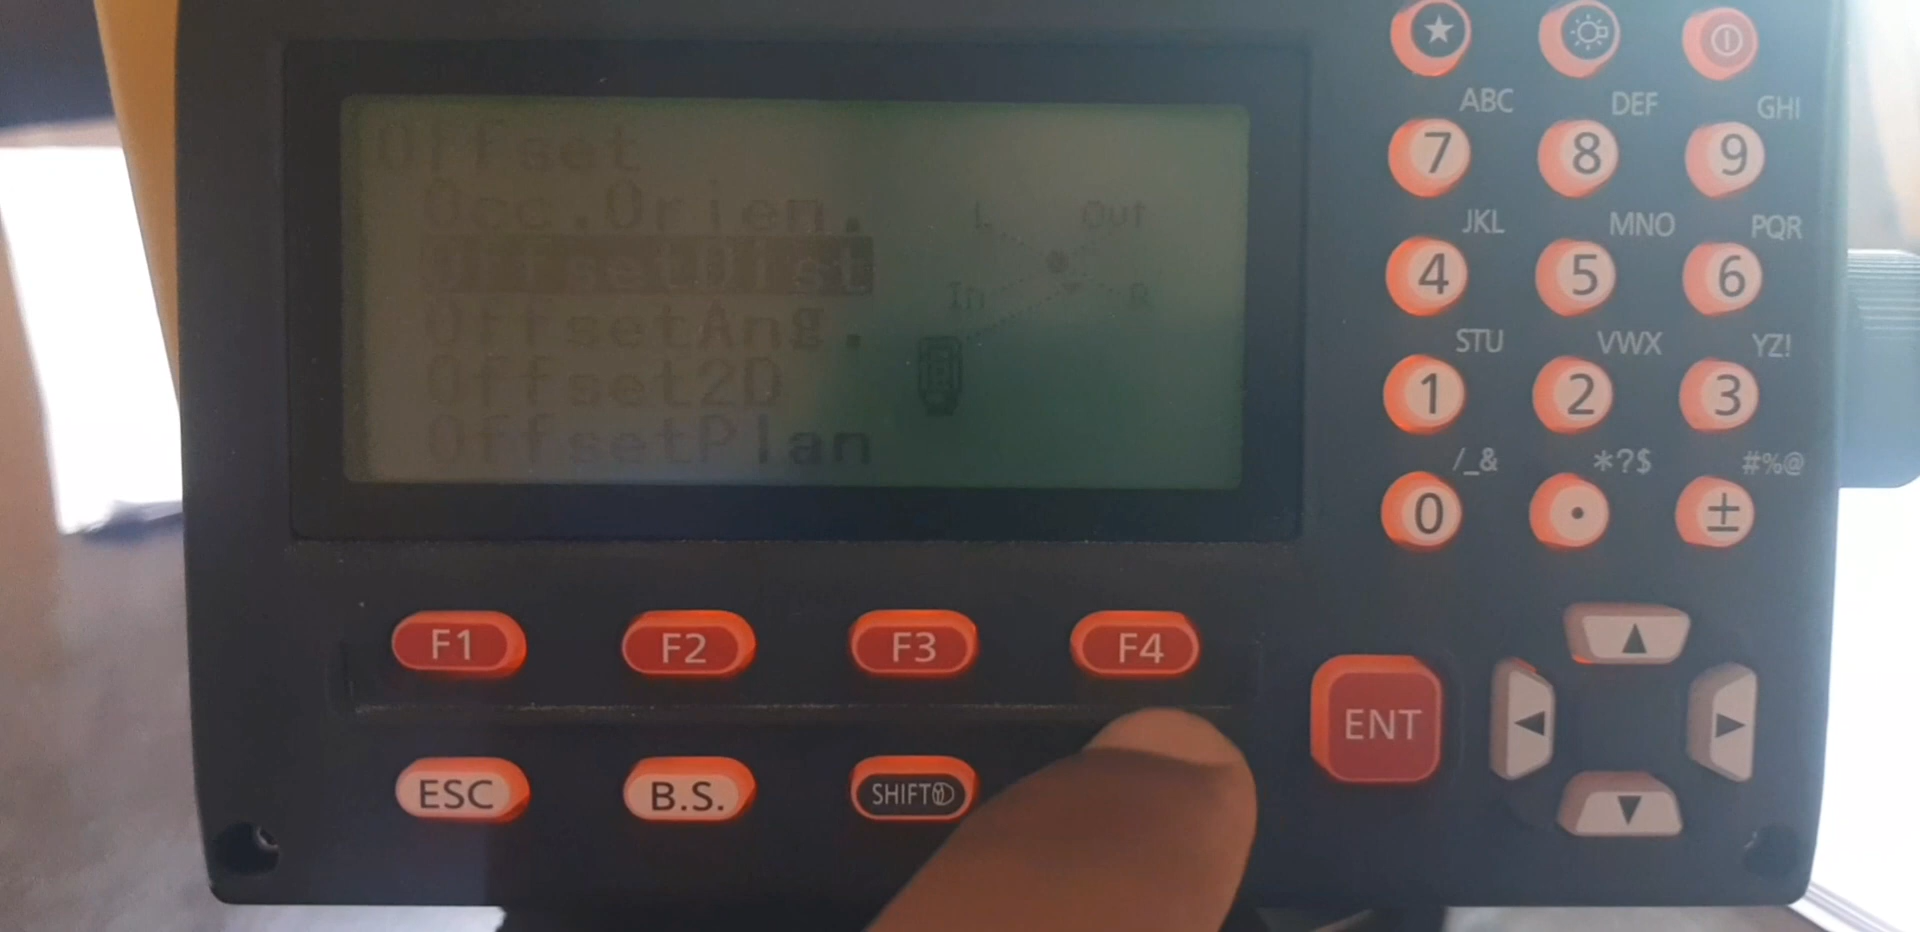 Offset
Occ.Orien.
OffsetDist
OffsetAng.
Offset2D
OffsetPlan
L Out
In R
ABC DEF GHI
7 8 9
JKL MNO PQR
4 5 6
STU VWX YZ!
1 2 3
/_& *?$ #%@
0 . ±
F1 F2 F3 F4
ENT
ESC B.S. SHIFT